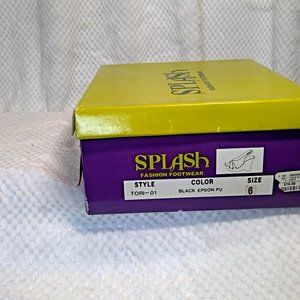 SPLASH
FASHION FOOTWEAR
SPLASH
FASHION FOOTWEAR
STYLE COLOR SIZE
TORI-01 BLACK EPSON PU 6